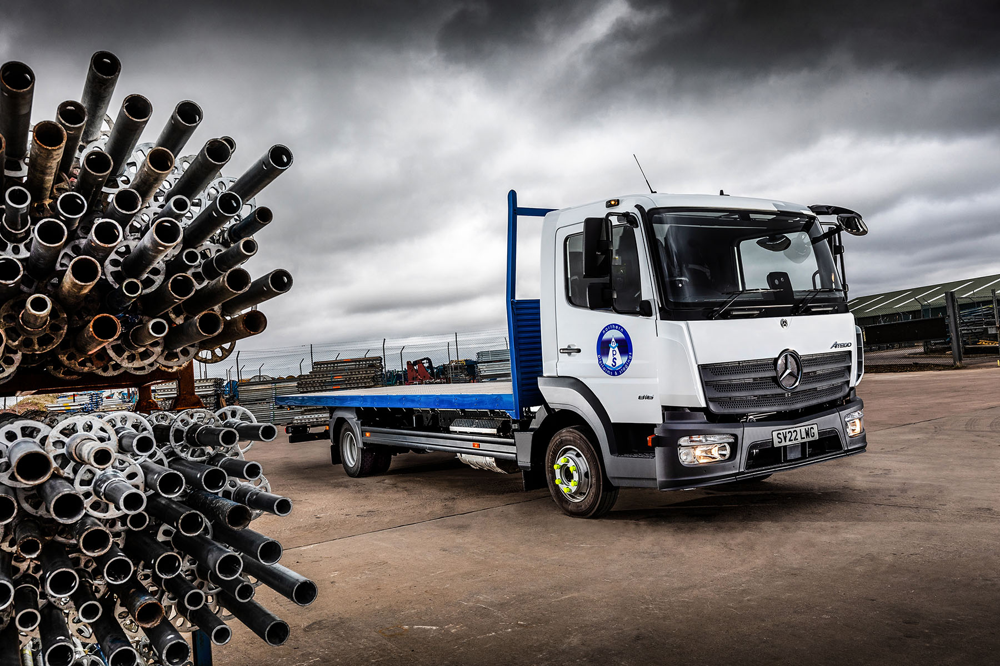 northern
nps
platforms & stagings
816
ATEGO
SV22 LWG